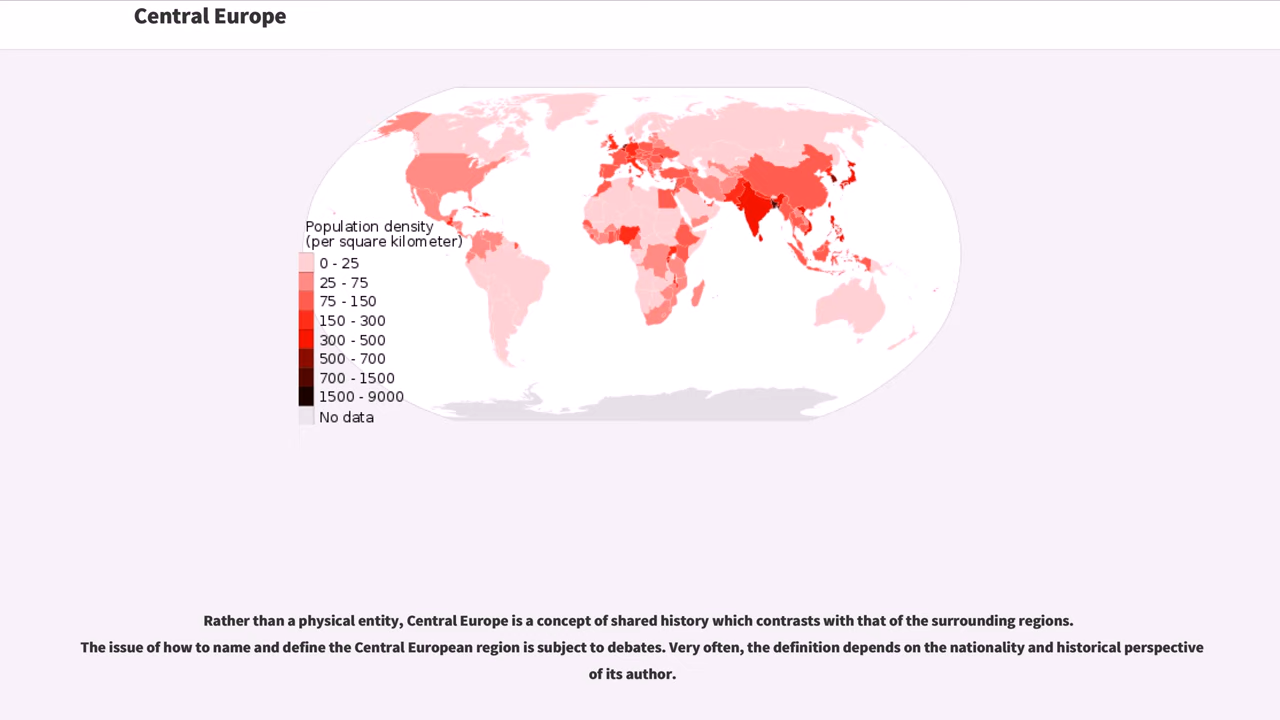 Central Europe
Population density
(per square kilometer)
0 - 25
25 - 75
75 - 150
150 - 300
300 - 500
500 - 700
700 - 1500
1500 - 9000
No data
Rather than a physical entity, Central Europe is a concept of shared history which contrasts with that of the surrounding regions.
The issue of how to name and define the Central European region is subject to debates. Very often, the definition depends on the nationality and historical perspective
of its author.